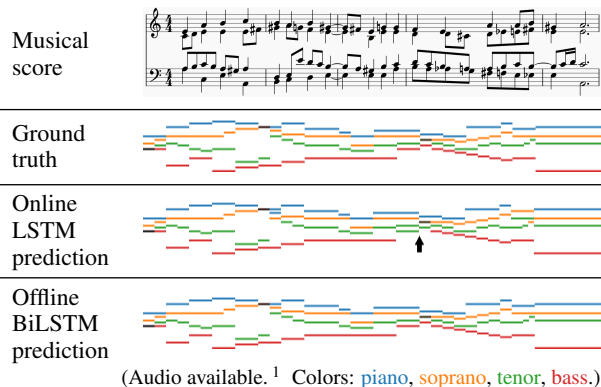 Musical
score
Ground
truth
Online
LSTM
prediction
Offline
BiLSTM
prediction
(Audio available. 1 Colors: piano, soprano, tenor, bass.)